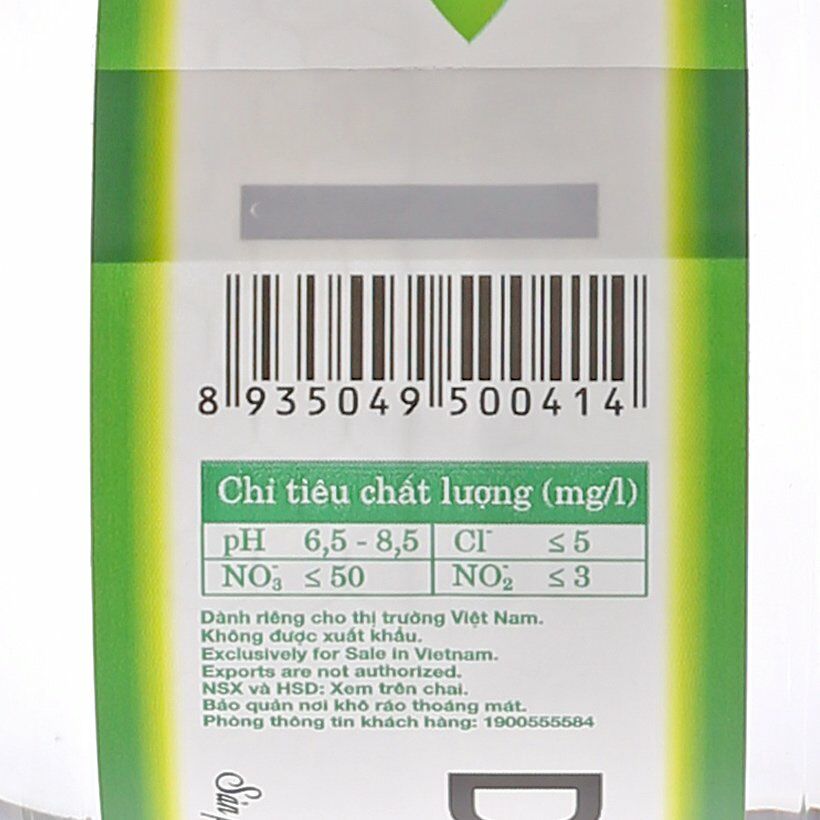 8 935049 500414
Chỉ tiêu chất lượng (mg/l)
pH 6,5 - 8,5 Cl⁻ ≤ 5
NO₃⁻ ≤ 50 NO₂⁻ ≤ 3
Dành riêng cho thị trường Việt Nam.
Không được xuất khẩu.
Exclusively for Sale in Vietnam.
Exports are not authorized.
NSX và HSD: Xem trên chai.
Bảo quản nơi khô ráo thoáng mát.
Phòng thông tin khách hàng: 1900555584